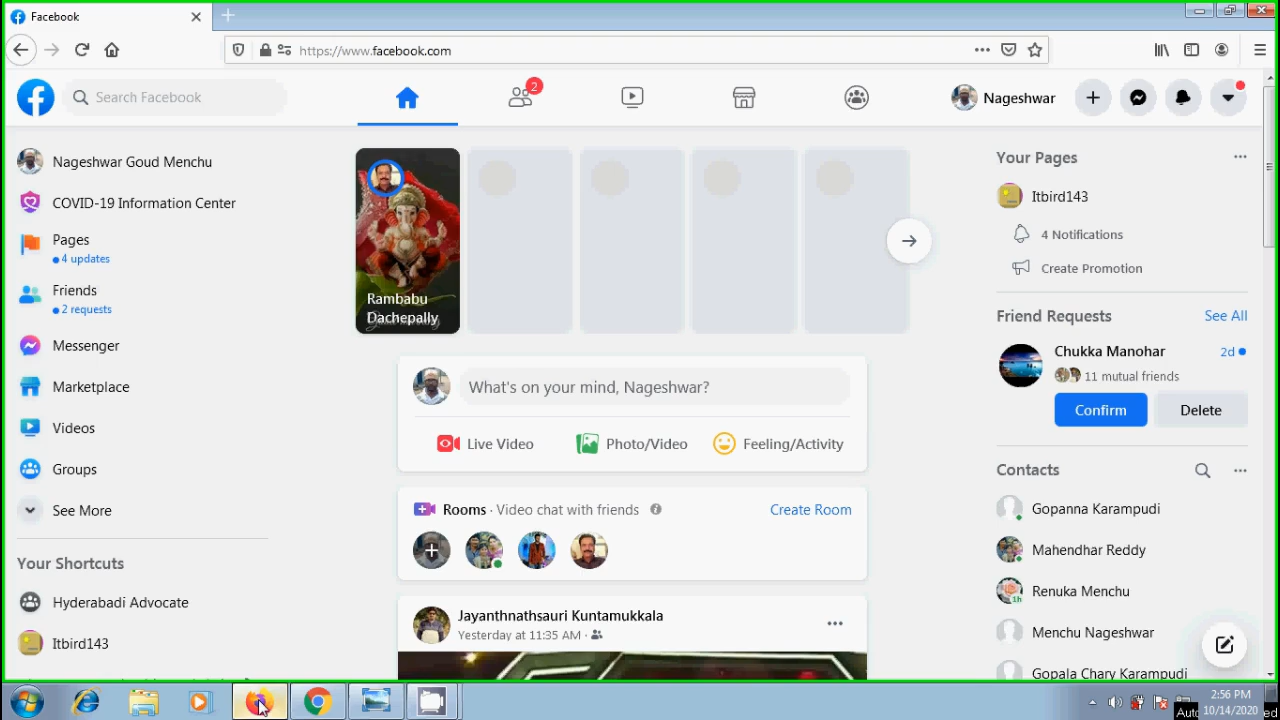 Facebook
https://www.facebook.com
Search Facebook
2
Nageshwar
Nageshwar Goud Menchu
COVID-19 Information Center
Pages
4 updates
Friends
2 requests
Messenger
Marketplace
Videos
Groups
See More
Your Shortcuts
Hyderabadi Advocate
Itbird143
Rambabu
Dachepally
What's on your mind, Nageshwar?
Live Video
Photo/Video
Feeling/Activity
Rooms · Video chat with friends
Create Room
Jayanthnathsauri Kuntamukkala
Yesterday at 11:35 AM ·
Your Pages
Itbird143
4 Notifications
Create Promotion
Friend Requests
See All
Chukka Manohar
2d
11 mutual friends
Confirm
Delete
Contacts
Gopanna Karampudi
Mahendhar Reddy
Renuka Menchu
1h
Menchu Nageshwar
Gopala Chary Karampudi
2:56 PM
10/14/2020